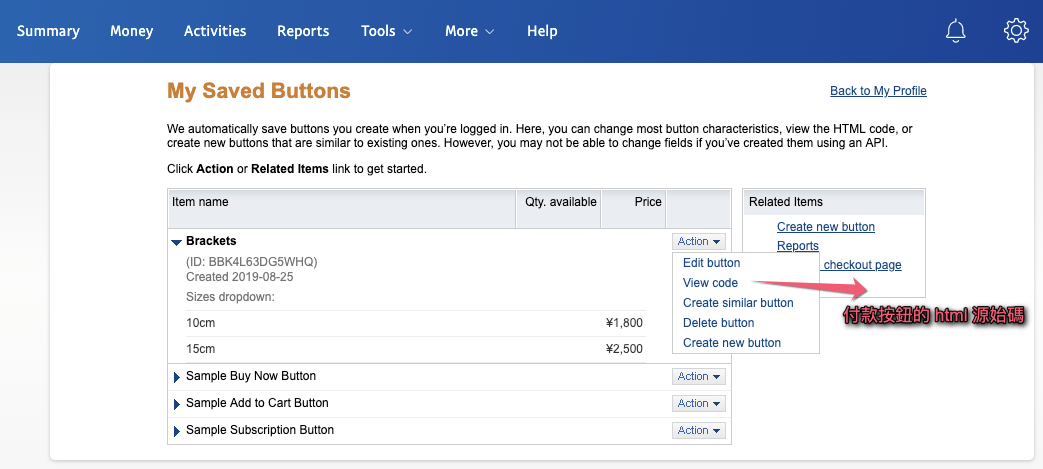 Summary Money Activities Reports Tools More Help
My Saved Buttons
Back to My Profile
We automatically save buttons you create when you're logged in. Here, you can change most button characteristics, view the HTML code, or
create new buttons that are similar to existing ones. However, you may not be able to change fields if you've created them using an API.
Click Action or Related Items link to get started.
Item name Qty. available Price
Related Items
Create new button
Reports
checkout page
Brackets Action
(ID: BBK4L63DG5WHQ)
Created 2019-08-25
Sizes dropdown:
10cm ¥1,800
15cm ¥2,500
Edit button
View code
Create similar button
Delete button
Create new button
付款按鈕的 html 源始碼
Sample Buy Now Button Action
Sample Add to Cart Button Action
Sample Subscription Button Action